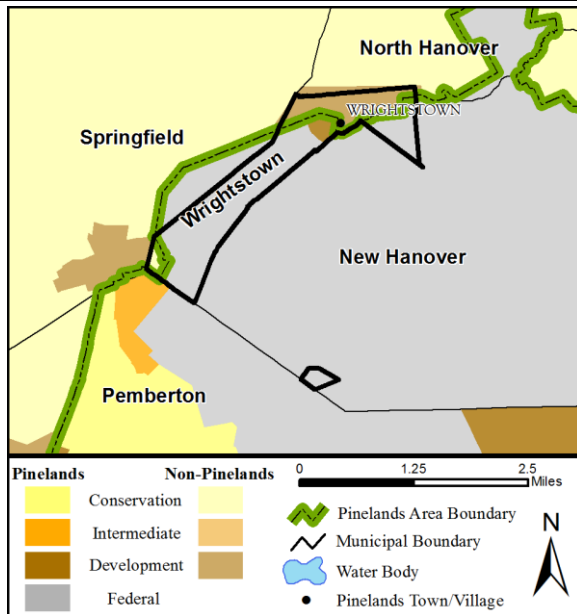 North Hanover
WRIGHTSTOWN
Springfield
Wrightstown
New Hanover
Pemberton
Pinelands Non-Pinelands
Conservation
Intermediate
Development
Federal
0 1.25 2.5
Miles
Pinelands Area Boundary
Municipal Boundary
Water Body
Pinelands Town/Village
N